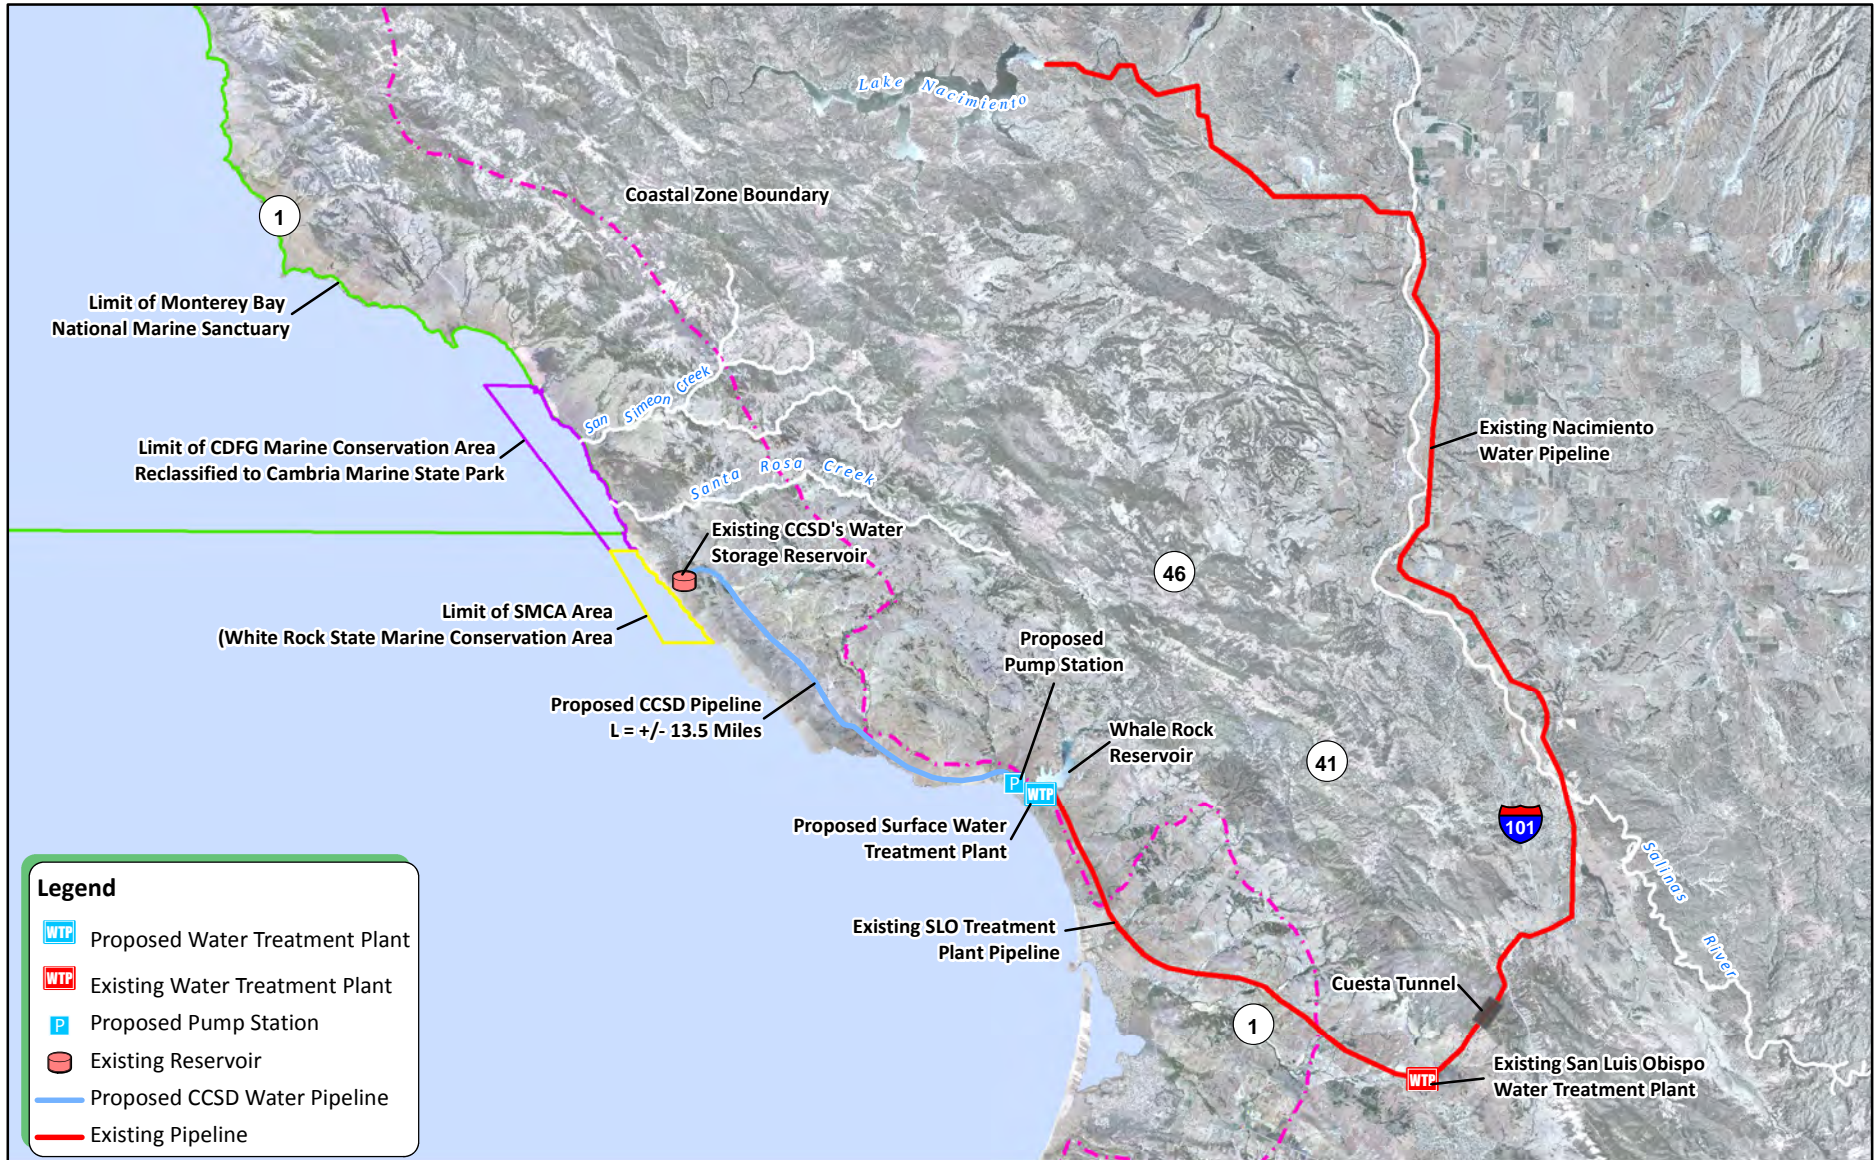 Lake Nacimiento
Coastal Zone Boundary
1
Limit of Monterey Bay
National Marine Sanctuary
San Simeon Creek
Limit of CDFG Marine Conservation Area
Reclassified to Cambria Marine State Park
Existing Nacimiento
Water Pipeline
Santa Rosa Creek
Existing CCSD's Water
Storage Reservoir
46
Limit of SMCA Area
(White Rock State Marine Conservation Area
Proposed
Pump Station
Proposed CCSD Pipeline
L = +/- 13.5 Miles
Whale Rock
Reservoir
41
P
WTP
101
Proposed Surface Water
Treatment Plant
Salinas River
Existing SLO Treatment
Plant Pipeline
Cuesta Tunnel
1
WTP
Existing San Luis Obispo
Water Treatment Plant
Legend
WTP Proposed Water Treatment Plant
WTP Existing Water Treatment Plant
P Proposed Pump Station
Existing Reservoir
Proposed CCSD Water Pipeline
Existing Pipeline